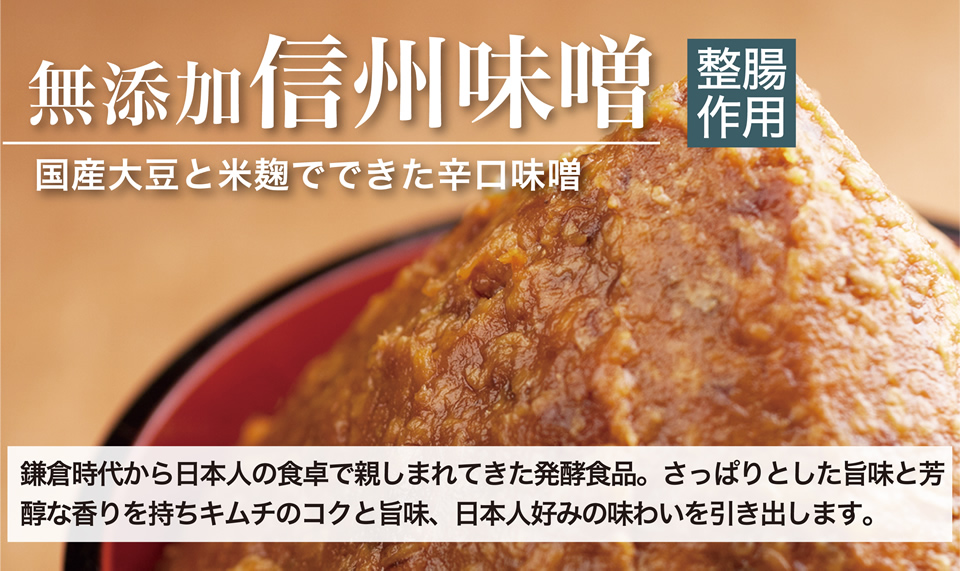 無添加信州味噌
整腸
作用
国産大豆と米麹でできた辛口味噌
鎌倉時代から日本人の食卓で親しまれてきた発酵食品。さっぱりとした旨味と芳
醇な香りを持ちキムチのコクと旨味、日本人好みの味わいを引き出します。